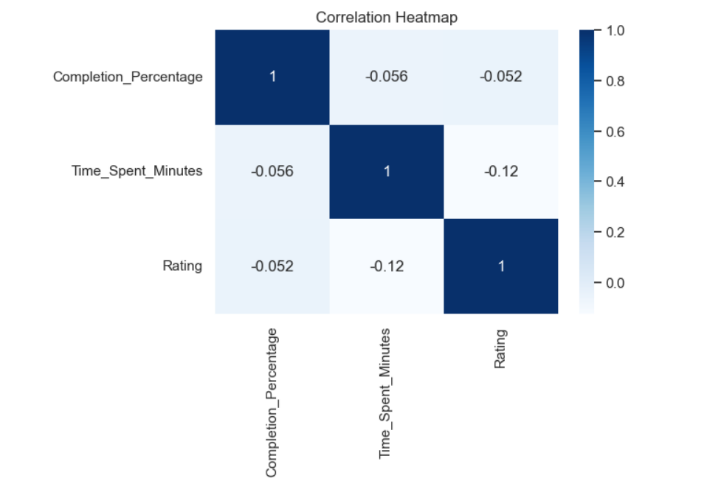 Correlation Heatmap
Completion_Percentage
1
-0.056
-0.052
Time_Spent_Minutes
-0.056
1
-0.12
Rating
-0.052
-0.12
1
Completion_Percentage
Time_Spent_Minutes
Rating
1.0
0.8
0.6
0.4
0.2
0.0